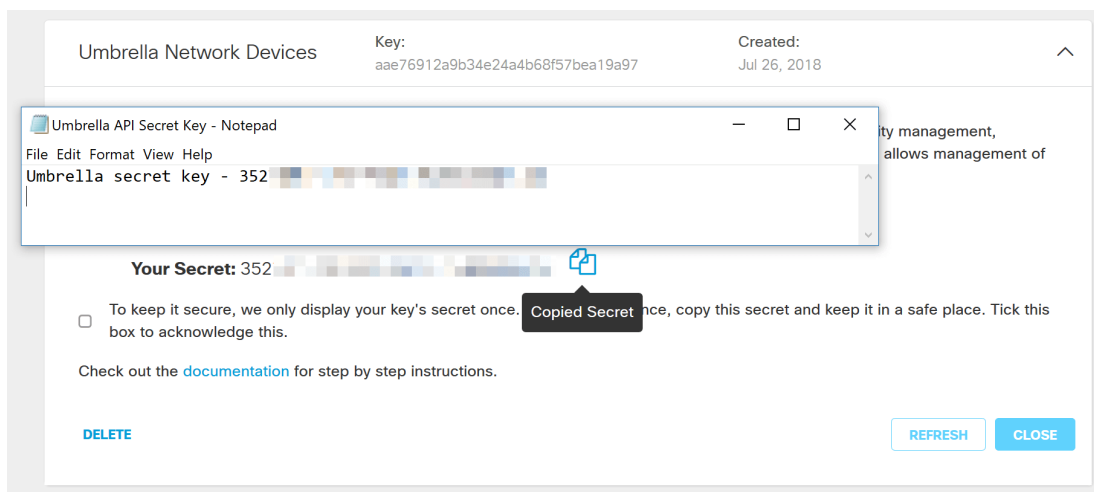 Umbrella Network Devices
Key:
aae76912a9b34e24a4b68f57bea19a97
Created:
Jul 26, 2018
Umbrella API Secret Key - Notepad
File Edit Format View Help
Umbrella secret key - 352
ity management,
allows management of
Your Secret: 352
Copied Secret
To keep it secure, we only display your key's secret once. nce, copy this secret and keep it in a safe place. Tick this
box to acknowledge this.
Check out the documentation for step by step instructions.
DELETE
REFRESH
CLOSE